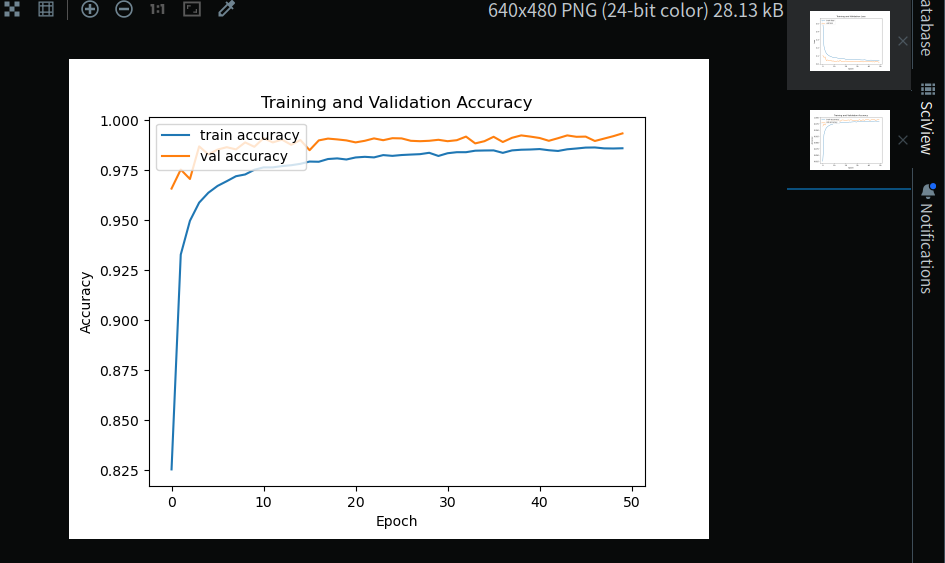 1:1
640x480 PNG (24-bit color) 28.13 kB
Training and Validation Accuracy
train accuracy
val accuracy
1.000
0.975
0.950
0.925
0.900
0.875
0.850
0.825
Accuracy
0 10 20 30 40 50
Epoch
atabase
SciView
Notifications